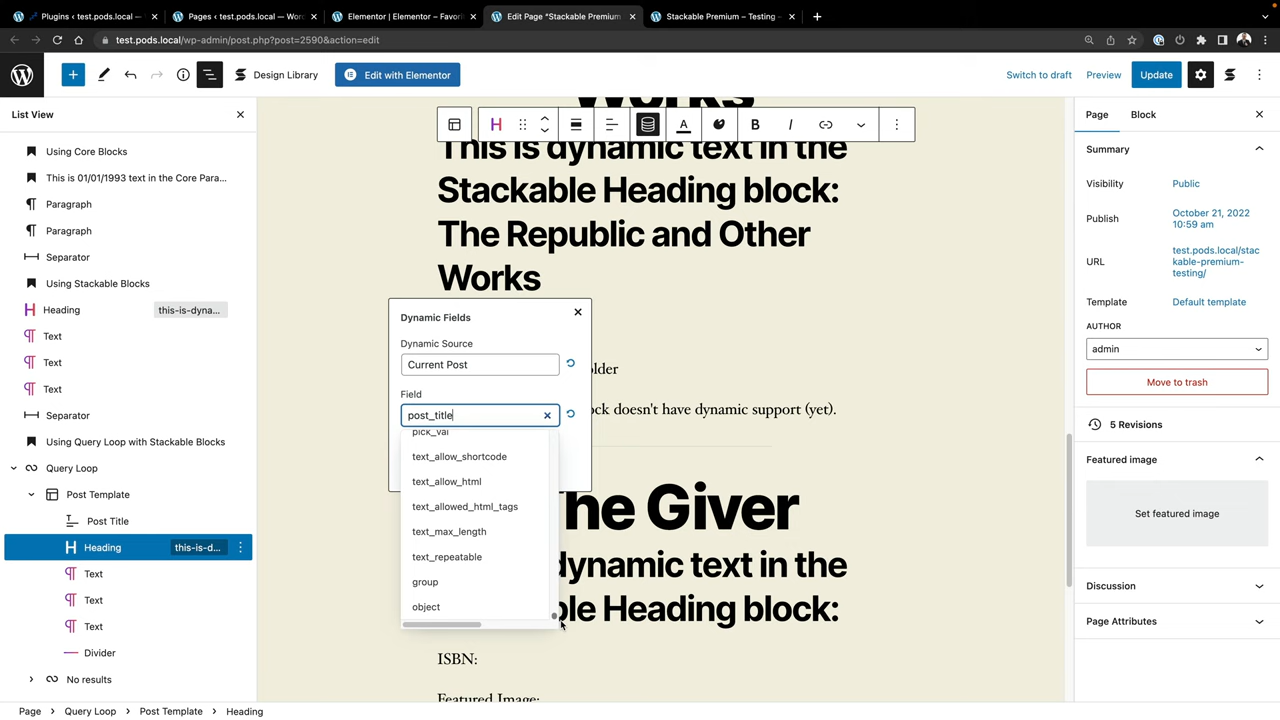 Plugins ‹ test.pods.local — Wor
Pages ‹ test.pods.local — Word
Elementor | Elementor – Favori
Edit Page "Stackable Premium
Stackable Premium – Testing –
test.pods.local/wp-admin/post.php?post=2590&action=edit
Design Library
Edit with Elementor
Switch to draft
Preview
Update
List View
Using Core Blocks
This is 01/01/1993 text in the Core Para...
Paragraph
Paragraph
Separator
Using Stackable Blocks
Heading
this-is-dyna...
Text
Text
Text
Separator
Using Query Loop with Stackable Blocks
Query Loop
Post Template
Post Title
Heading
this-is-d...
Text
Text
Text
Divider
No results
Works
H
A
B
I
This is dynamic text in the
Stackable Heading block:
The Republic and Other
Works
Dynamic Fields
Dynamic Source
Current Post
Field
post_title
pick_val
text_allow_shortcode
text_allow_html
text_allowed_html_tags
text_max_length
text_repeatable
group
object
older
ock doesn't have dynamic support (yet).
he Giver
dynamic text in the
ble Heading block:
ISBN:
Featured Image:
Page
Block
Summary
Visibility
Public
Publish
October 21, 2022
10:59 am
URL
test.pods.local/stac
kable-premium-
testing/
Template
Default template
AUTHOR
admin
Move to trash
5 Revisions
Featured image
Set featured image
Discussion
Page Attributes
Page
Query Loop
Post Template
Heading